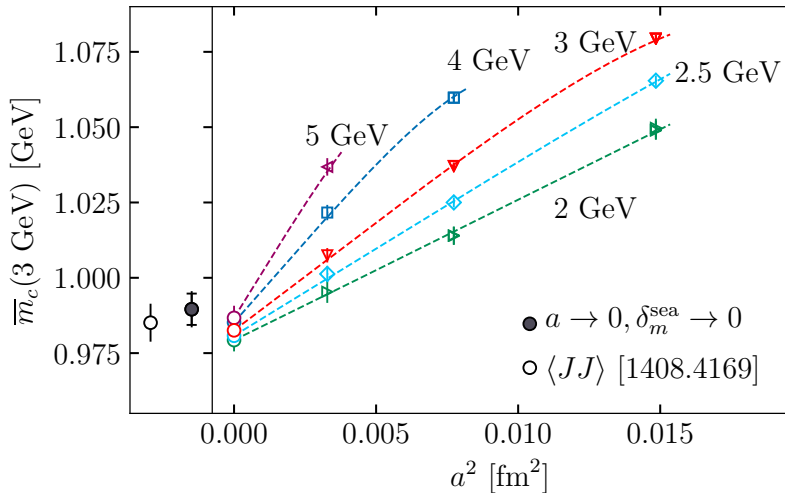 m̅_c(3 GeV) [GeV]
1.075
1.050
1.025
1.000
0.975
5 GeV
4 GeV
3 GeV
2.5 GeV
2 GeV
a → 0, δ_m^sea → 0
⟨JJ⟩ [1408.4169]
0.000
0.005
0.010
0.015
a² [fm²]